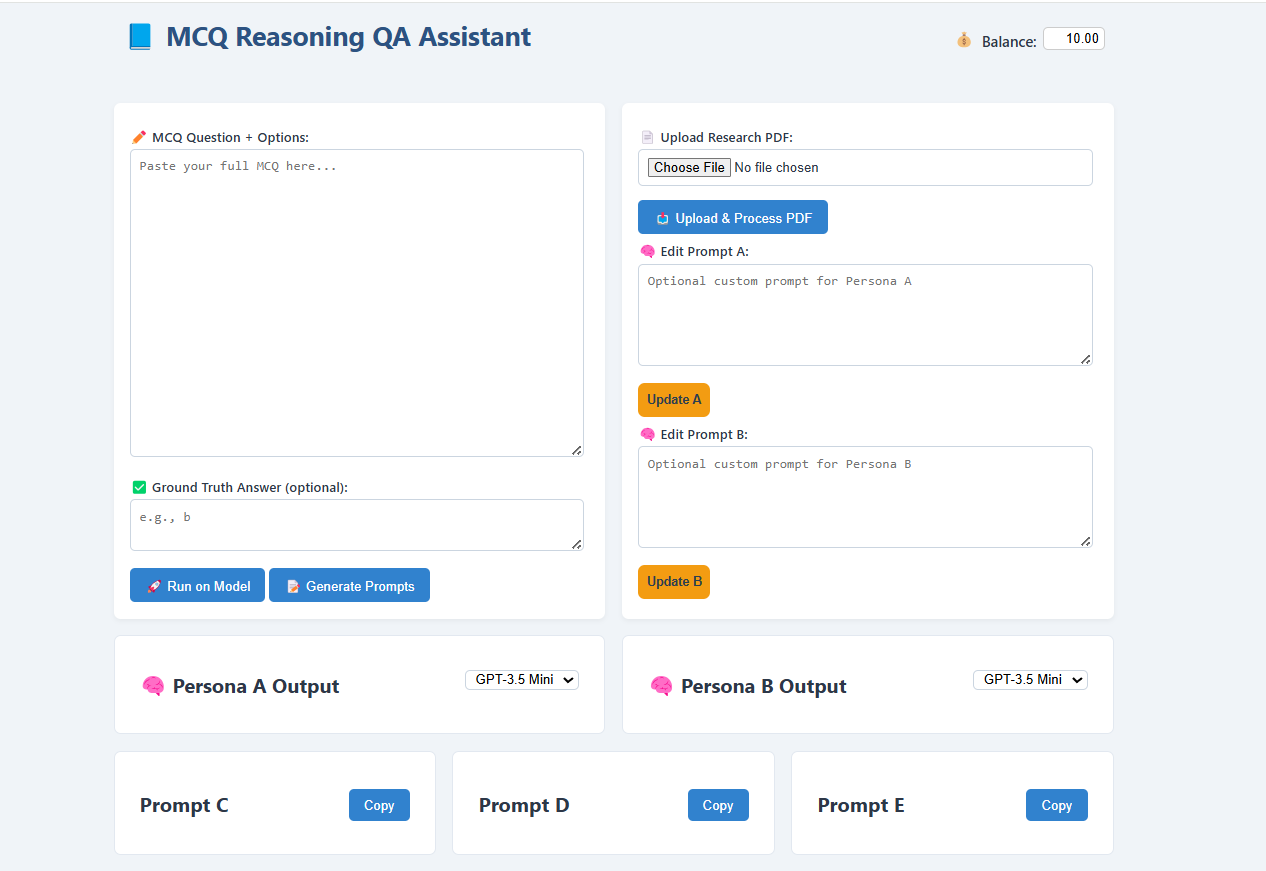 MCQ Reasoning QA Assistant
Balance: 10.00
MCQ Question + Options:
Paste your full MCQ here...
Ground Truth Answer (optional):
e.g., b
Run on Model
Generate Prompts
Upload Research PDF:
Choose File No file chosen
Upload & Process PDF
Edit Prompt A:
Optional custom prompt for Persona A
Update A
Edit Prompt B:
Optional custom prompt for Persona B
Update B
Persona A Output
GPT-3.5 Mini
Persona B Output
GPT-3.5 Mini
Prompt C
Copy
Prompt D
Copy
Prompt E
Copy